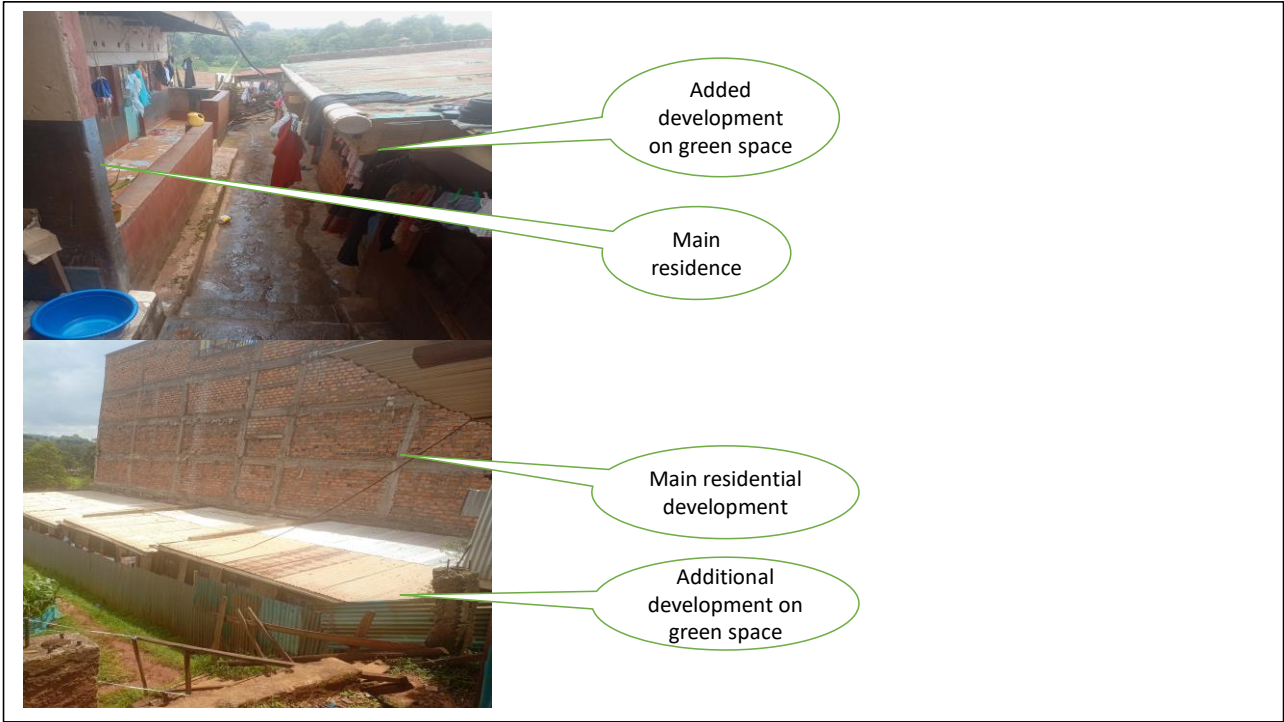 Added
development
on green space
Main
residence
Main residential
development
Additional
development on
green space